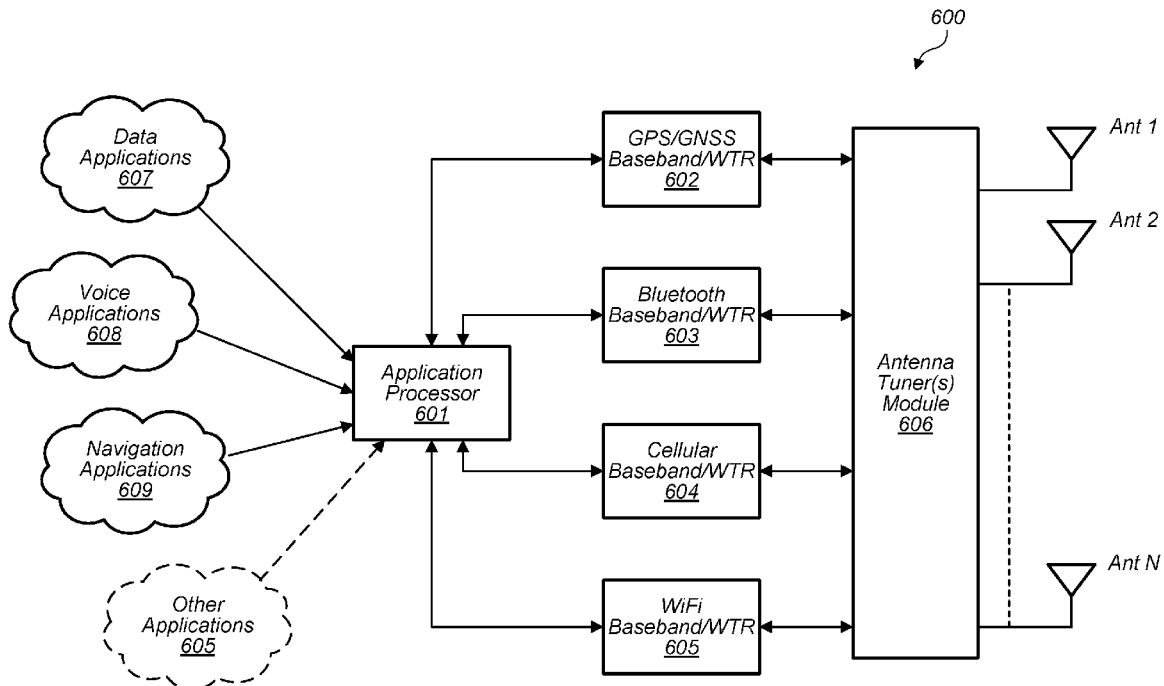 600
Data
Applications
607
Voice
Applications
608
Navigation
Applications
609
Other
Applications
605
Application
Processor
601
GPS/GNSS
Baseband/WTR
602
Bluetooth
Baseband/WTR
603
Cellular
Baseband/WTR
604
WiFi
Baseband/WTR
605
Antenna
Tuner(s)
Module
606
Ant 1
Ant 2
Ant N